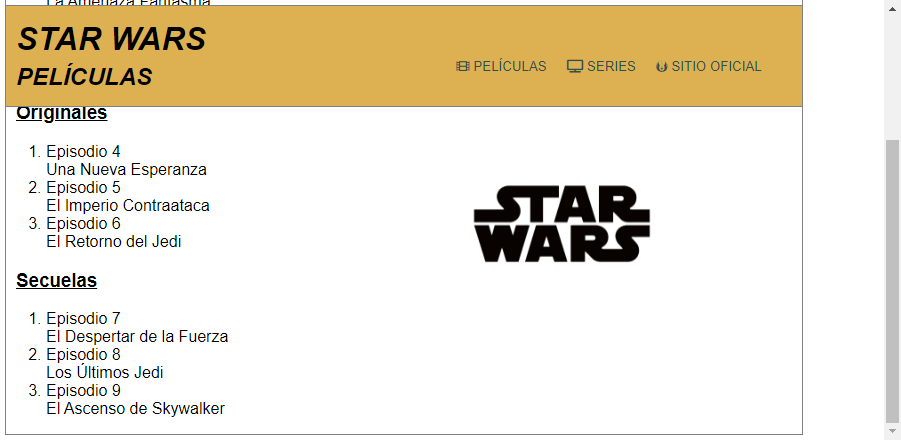 La Amenaza Fantasma
STAR WARS
PELÍCULAS
PELÍCULAS SERIES SITIO OFICIAL
Originales
1. Episodio 4
Una Nueva Esperanza
2. Episodio 5
El Imperio Contraataca
3. Episodio 6
El Retorno del Jedi
STAR
WARS
Secuelas
1. Episodio 7
El Despertar de la Fuerza
2. Episodio 8
Los Últimos Jedi
3. Episodio 9
El Ascenso de Skywalker